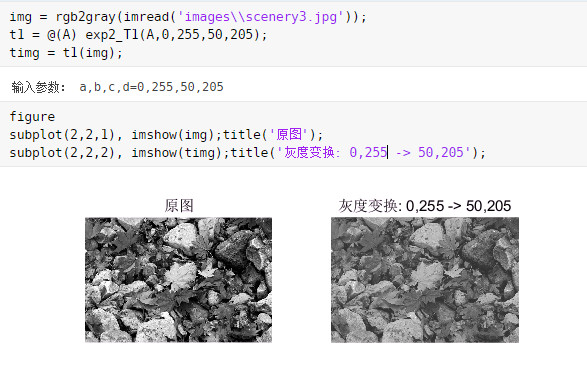 img = rgb2gray(imread('images\\scenery3.jpg'));
t1 = @(A) exp2_T1(A,0,255,50,205);
timg = t1(img);
输入参数： a,b,c,d=0,255,50,205
figure
subplot(2,2,1), imshow(img);title('原图');
subplot(2,2,2), imshow(timg);title('灰度变换: 0,255 -> 50,205');
原图
灰度变换: 0,255 -> 50,205